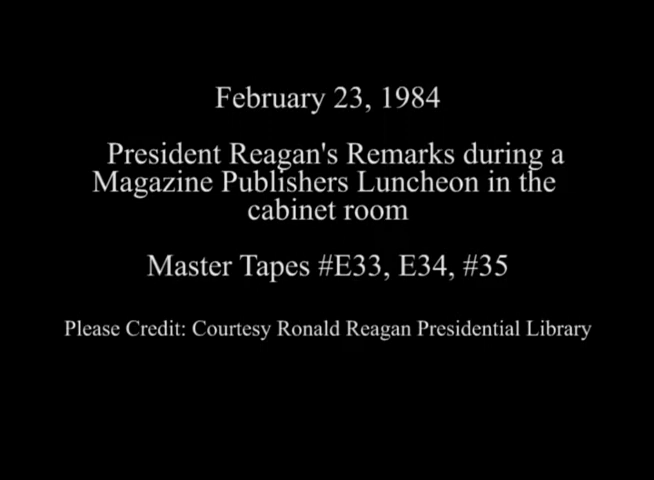 February 23, 1984
President Reagan's Remarks during a
Magazine Publishers Luncheon in the
cabinet room
Master Tapes #E33, E34, #35
Please Credit: Courtesy Ronald Reagan Presidential Library